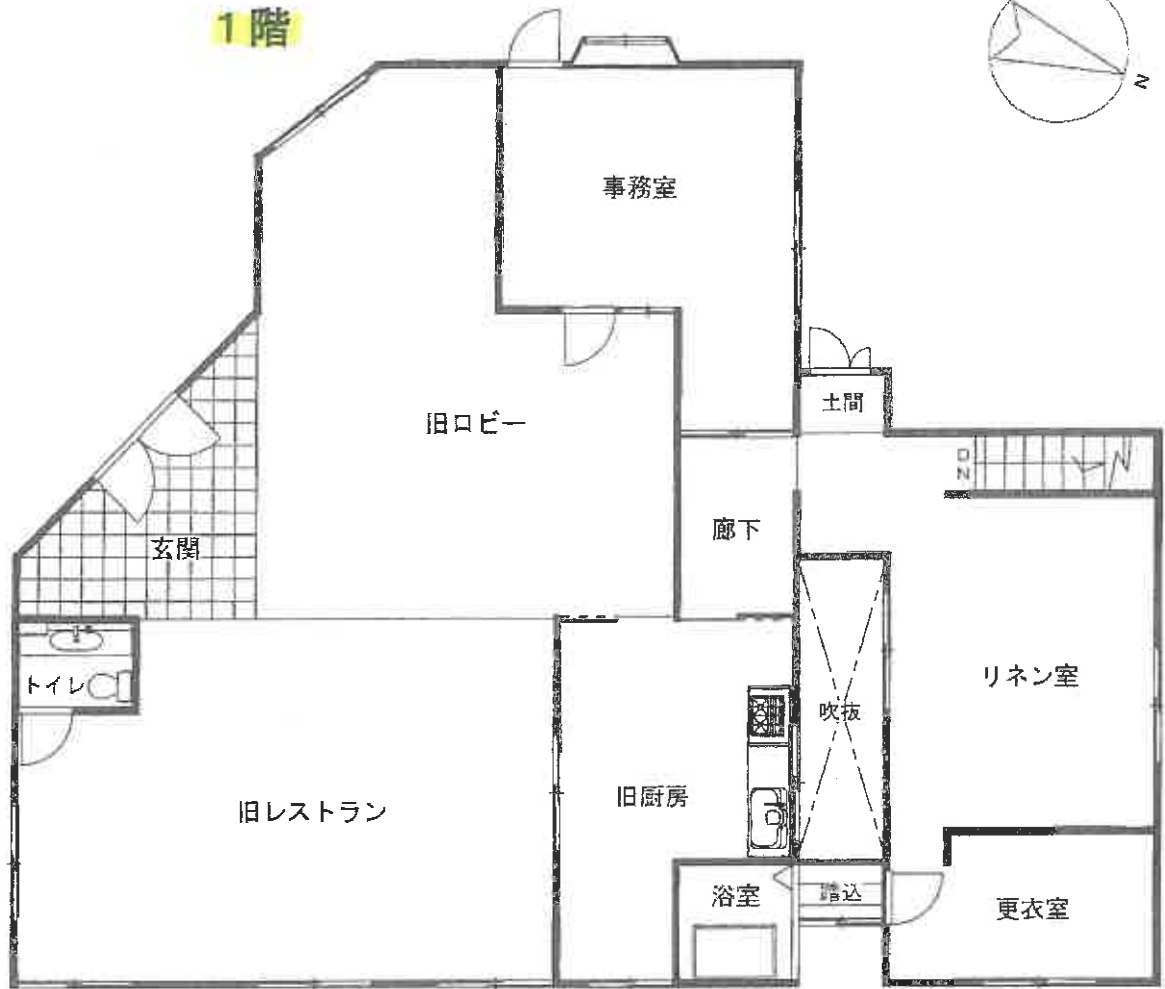 1階
N
事務室
土間
旧ロビー
廊下
玄関
リネン室
トイレ
吹抜
旧厨房
旧レストラン
浴室
踏込
更衣室